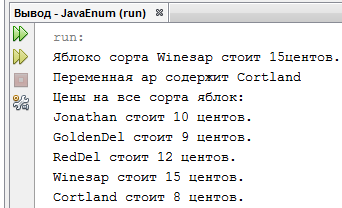 Вывод - JavaEnum (run)
run:
Яблоко сорта Winesap стоит 15центов.
Переменная ap содержит Cortland
Цены на все сорта яблок:
Jonathan стоит 10 центов.
GoldenDel стоит 9 центов.
RedDel стоит 12 центов.
Winesap стоит 15 центов.
Cortland стоит 8 центов.